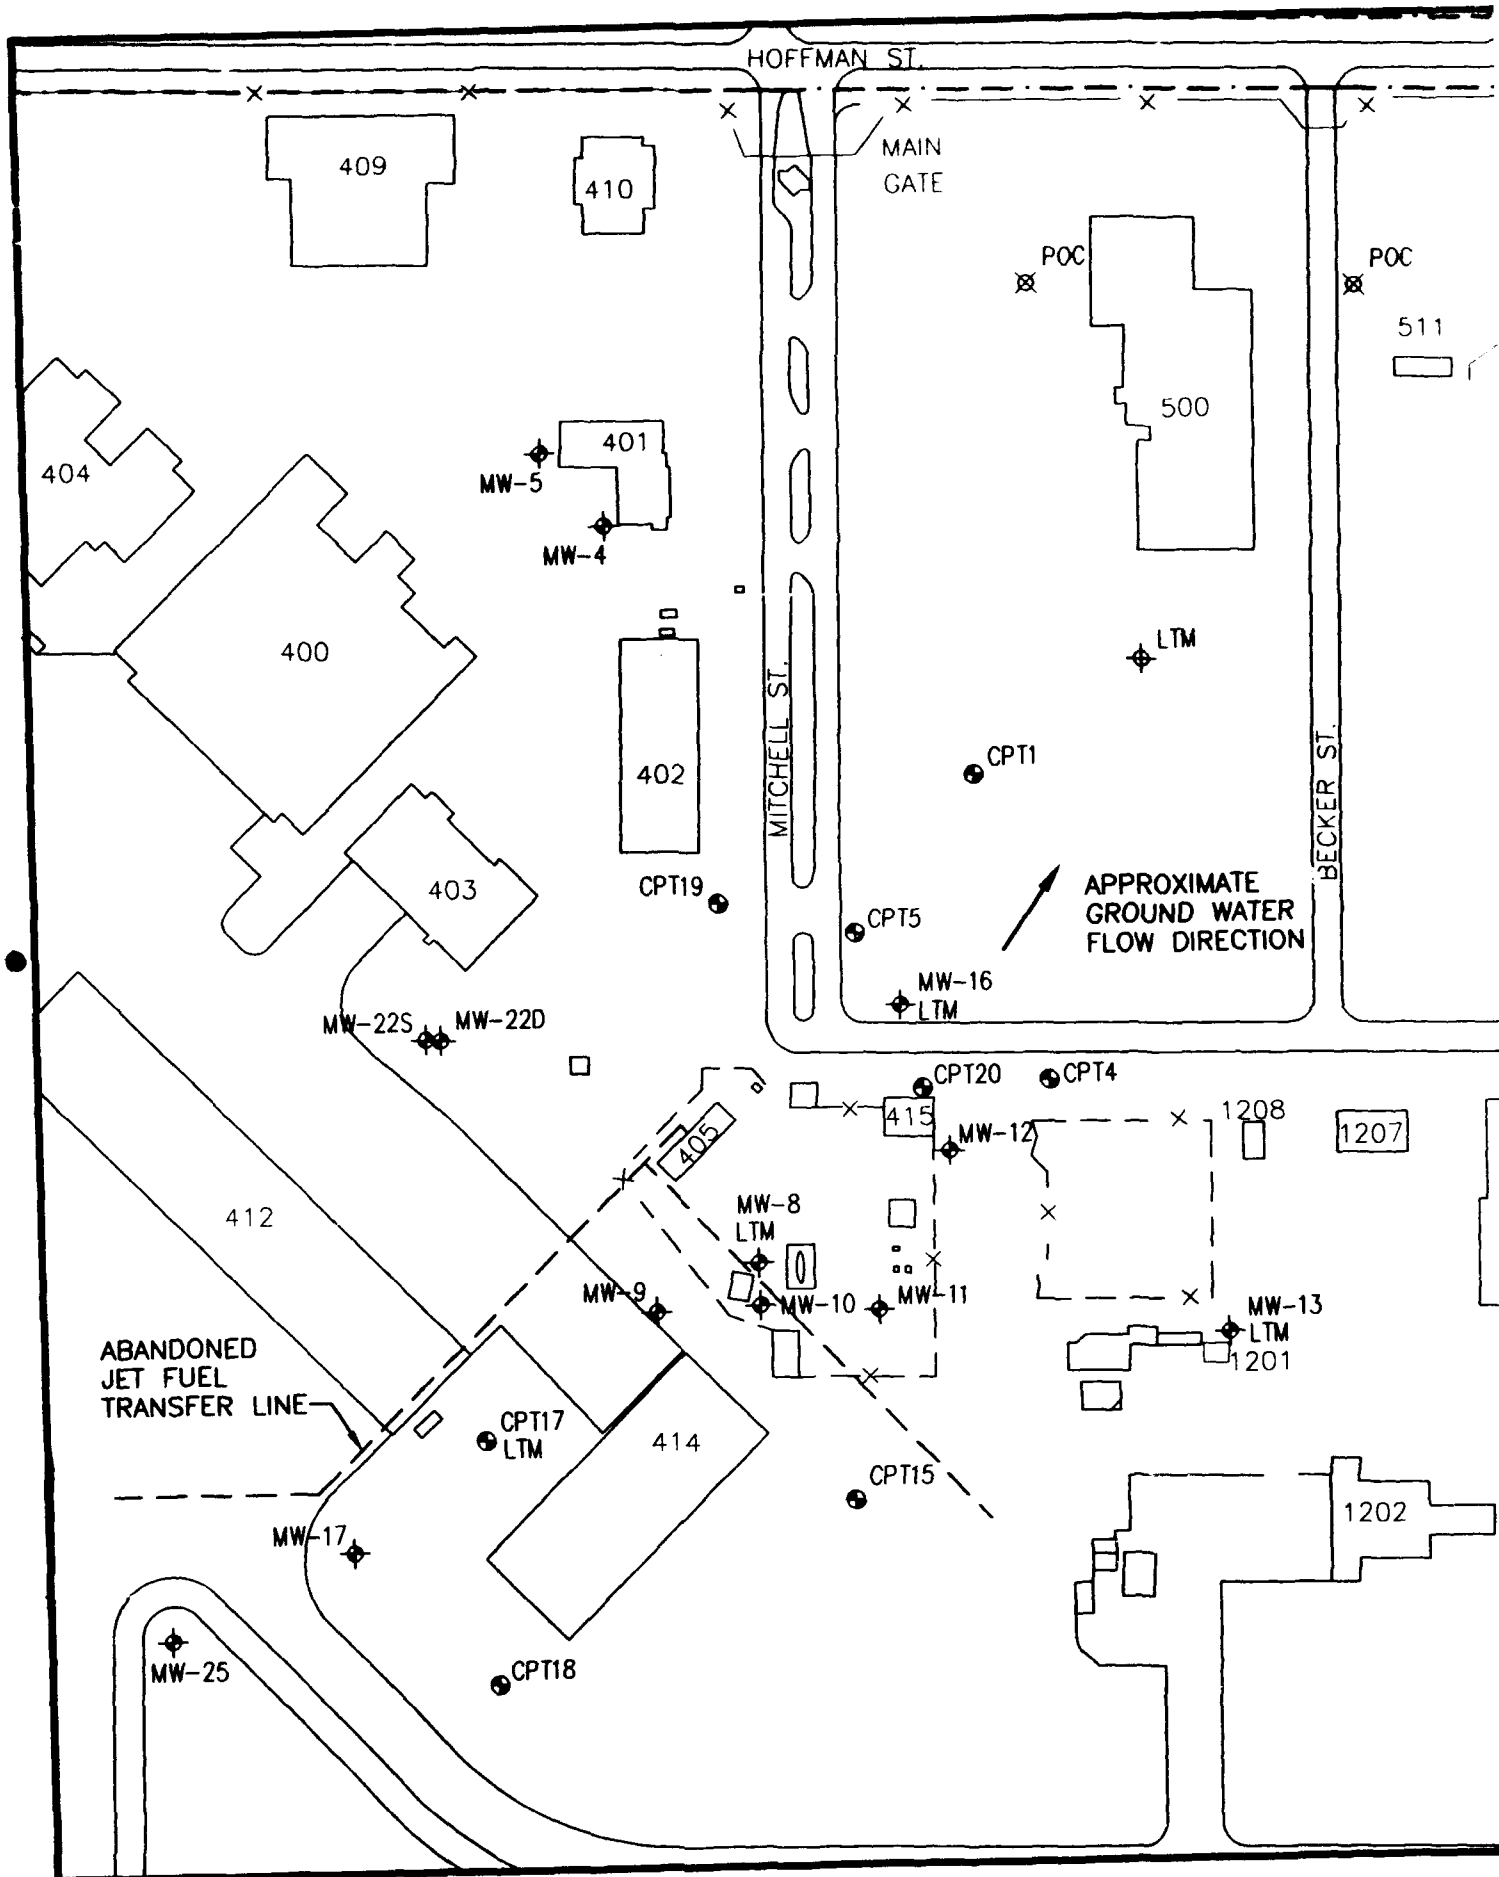 HOFFMAN ST.
MAIN
GATE
409
410
POC
POC
511
500
401
404
MW-5
MW-4
400
LTM
MITCHELL ST.
402
CPT1
BECKER ST.
403
CPT19
CPT5
APPROXIMATE
GROUND WATER
FLOW DIRECTION
MW-16
LTM
MW-22S
MW-22D
CPT20
CPT4
415
1208
1207
MW-12
405
412
MW-8
LTM
MW-9
MW-10
MW-11
MW-13
LTM
1201
ABANDONED
JET FUEL
TRANSFER LINE
CPT17
LTM
414
CPT15
1202
MW-17
MW-25
CPT18